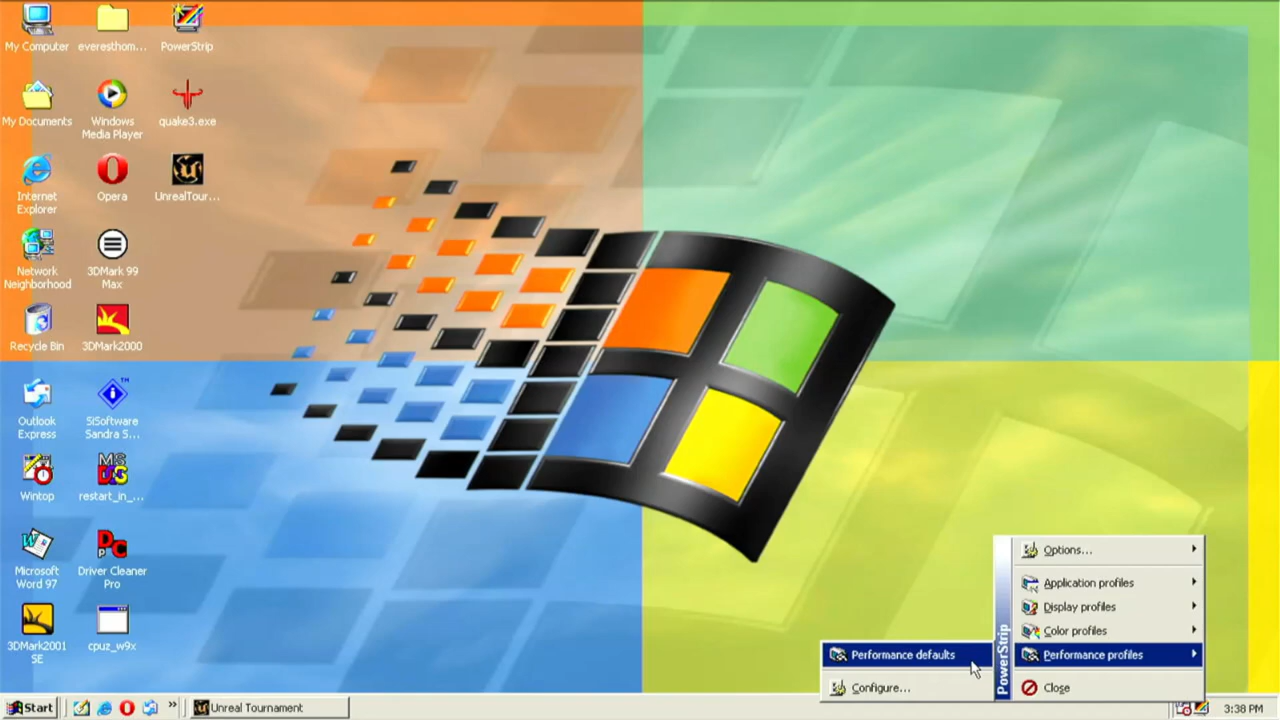 My Computer
everesthom...
PowerStrip
My Documents
Windows
Media Player
quake3.exe
Internet
Explorer
Opera
UnrealTour...
Network
Neighborhood
3DMark 99
Max
Recycle Bin
3DMark2000
Outlook
Express
SiSoftware
Sandra S...
Wintop
MS
restart_in_...
Microsoft
Word 97
Driver Cleaner
Pro
3DMark2001
SE
cpuz_w9x
Options...
Application profiles
Display profiles
Color profiles
Performance profiles
Close
PowerStrip
Performance defaults
Configure...
Start
Unreal Tournament
3:38 PM